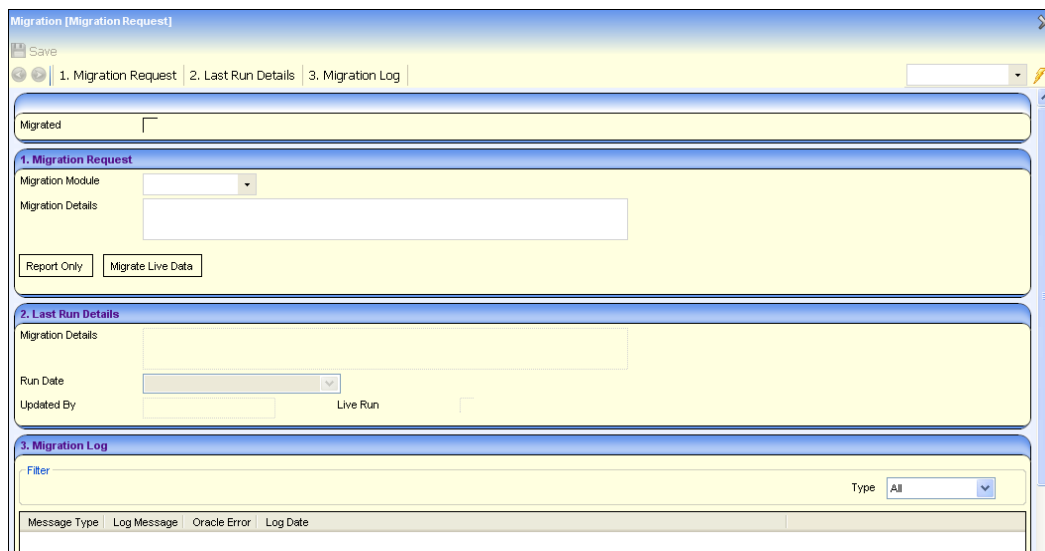 Migration [Migration Request]
Save
1. Migration Request 2. Last Run Details 3. Migration Log
Migrated
1. Migration Request
Migration Module
Migration Details
Report Only Migrate Live Data
2. Last Run Details
Migration Details
Run Date
Updated By Live Run
3. Migration Log
Filter
Type All
Message Type Log Message Oracle Error Log Date